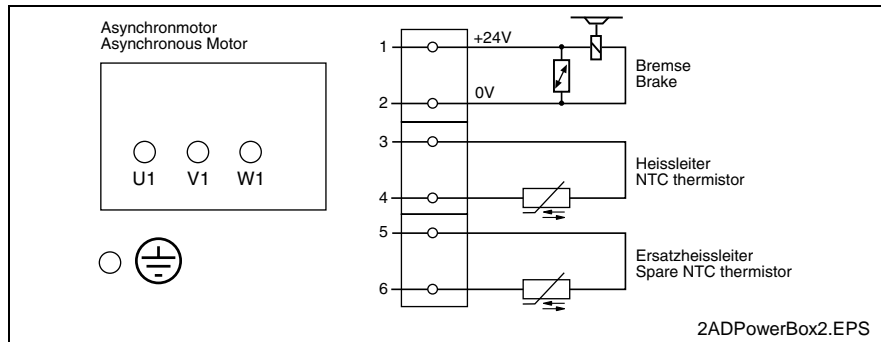 Asynchronmotor
Asynchronous Motor
U1 V1 W1
1 +24V
2 0V
Bremse
Brake
3
4
Heissleiter
NTC thermistor
5
6
Ersatzheissleiter
Spare NTC thermistor
2ADPowerBox2.EPS